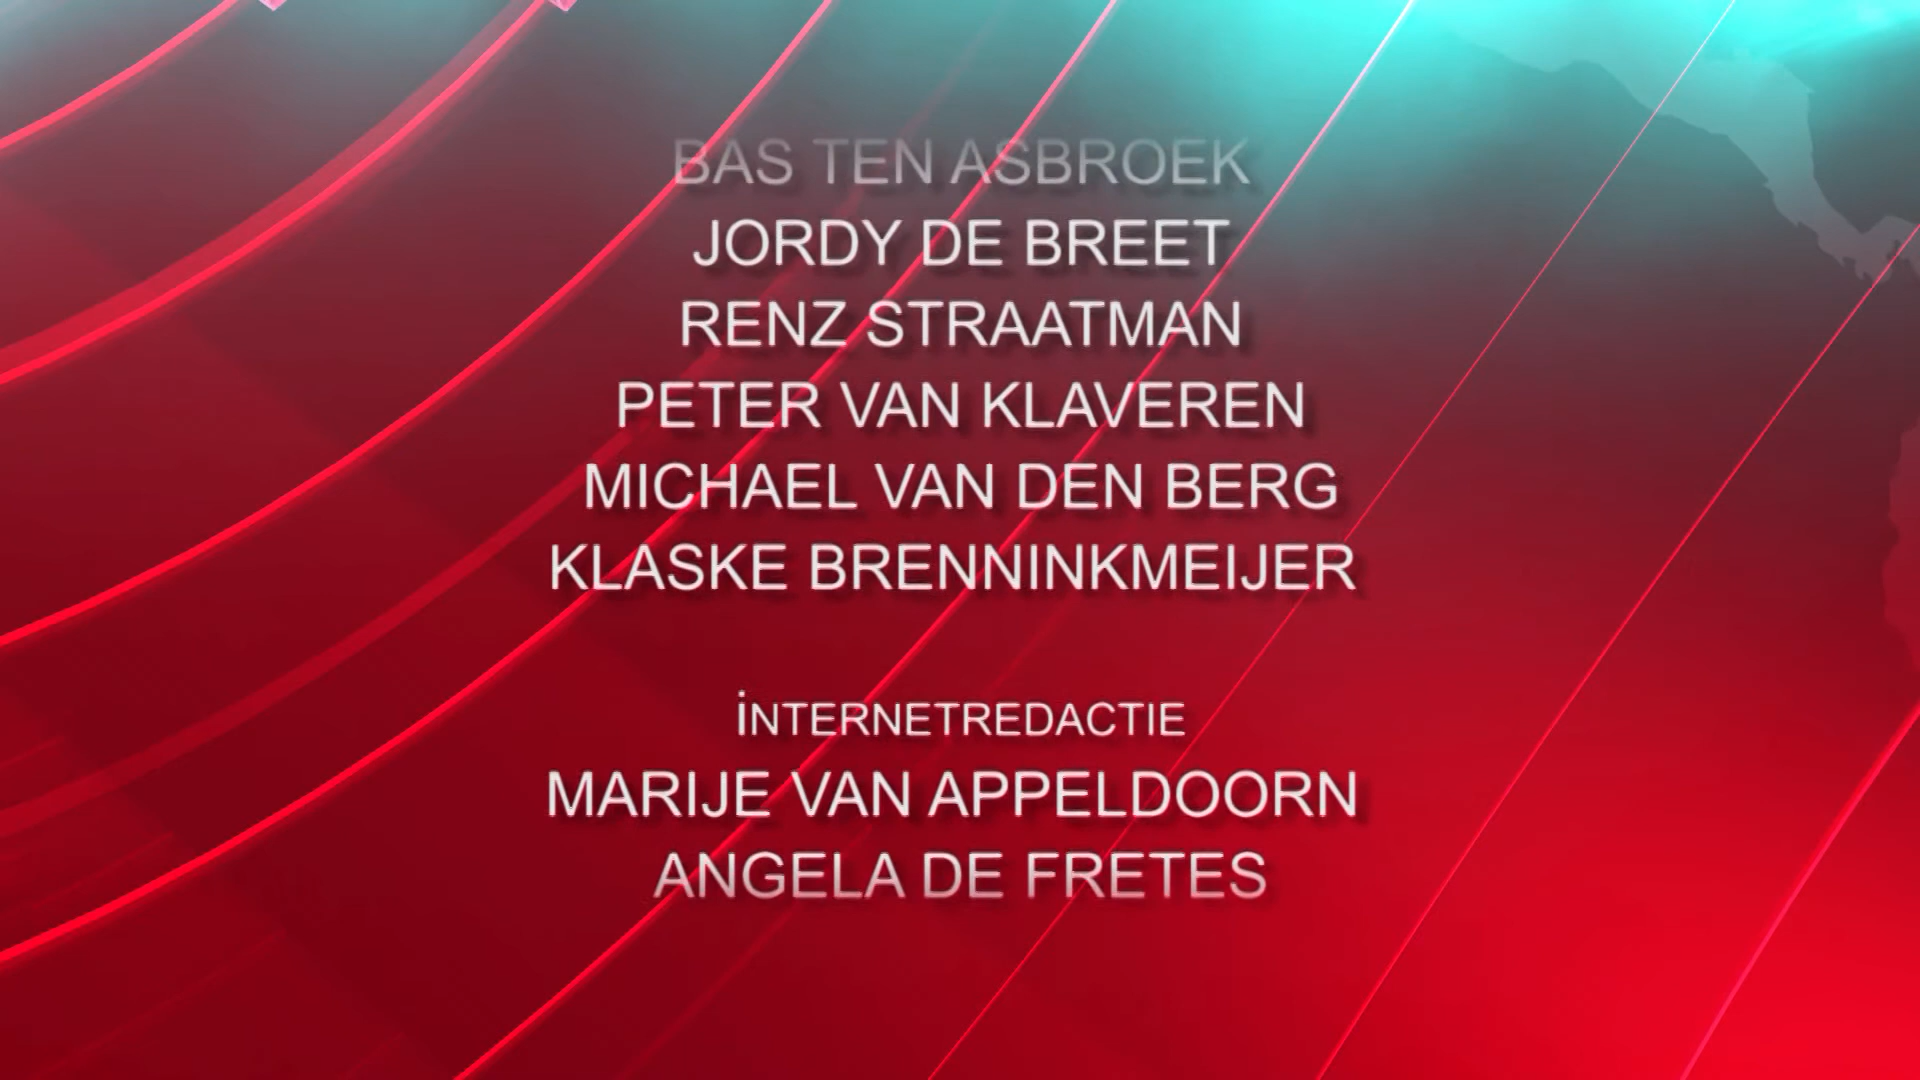 BAS TEN ASBROEK
JORDY DE BREET
RENZ STRAATMAN
PETER VAN KLAVEREN
MICHAEL VAN DEN BERG
KLASKE BRENNINKMEIJER
iNTERNETREDACTIE
MARIJE VAN APPELDOORN
ANGELA DE FRETES